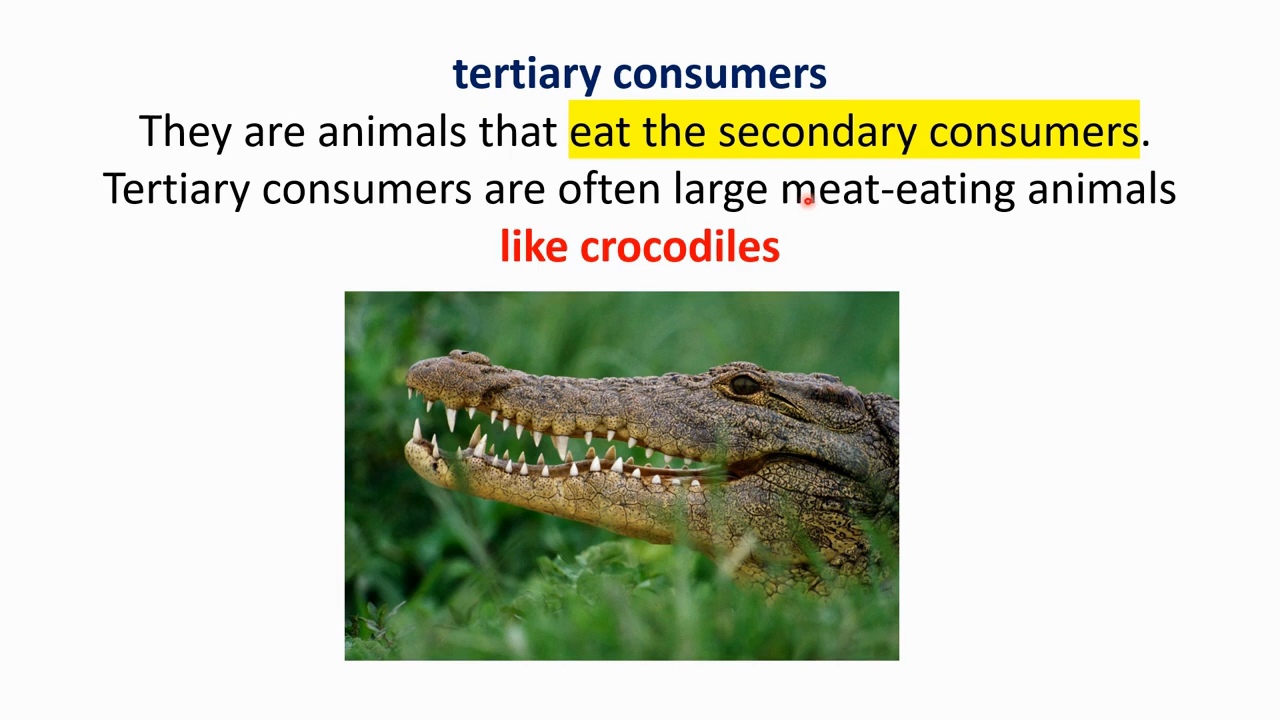 tertiary consumers
They are animals that eat the secondary consumers.
Tertiary consumers are often large meat-eating animals
like crocodiles